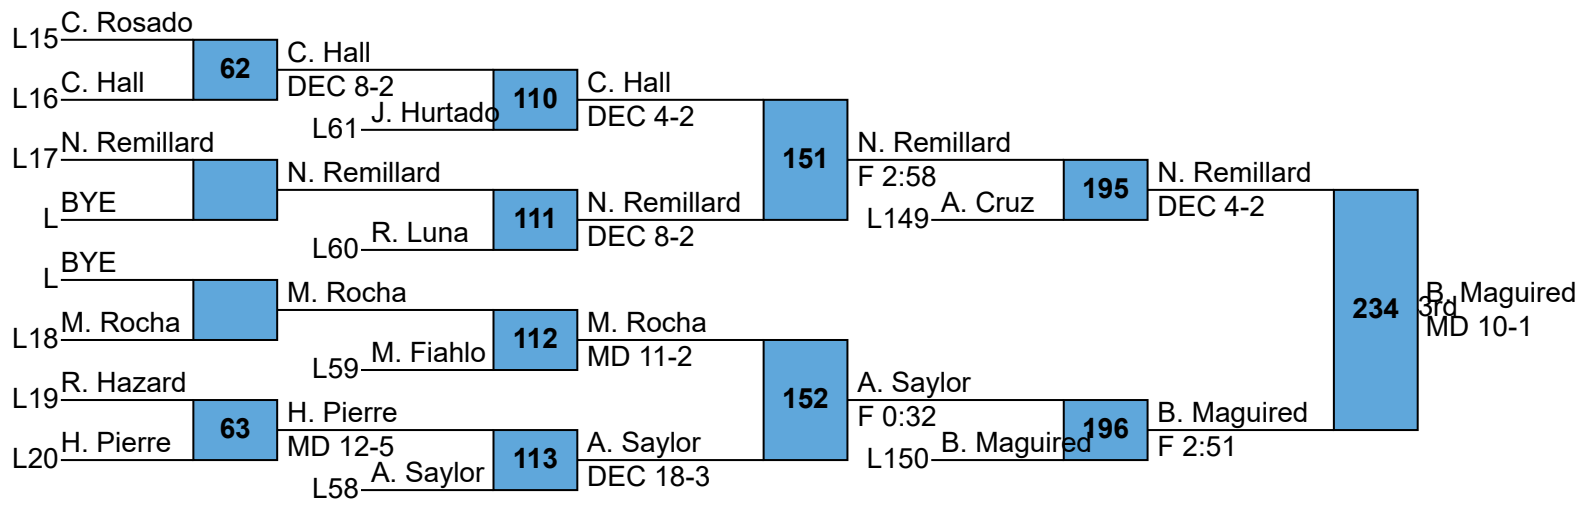 C. Rosado
L15
62
C. Hall
DEC 8-2
C. Hall
L16
110
C. Hall
DEC 4-2
J. Hurtado
L61
151
N. Remillard
F 2:58
N. Remillard
L17
N. Remillard
BYE
L
111
N. Remillard
DEC 8-2
R. Luna
L60
195
N. Remillard
DEC 4-2
A. Cruz
L149
BYE
L
M. Rocha
M. Rocha
L18
112
M. Rocha
MD 11-2
M. Fiahlo
L59
234
3rd
B. Maguired
MD 10-1
R. Hazard
L19
63
H. Pierre
MD 12-5
H. Pierre
L20
113
A. Saylor
DEC 18-3
A. Saylor
L58
152
A. Saylor
F 0:32
196
B. Maguired
F 2:51
B. Maguired
L150